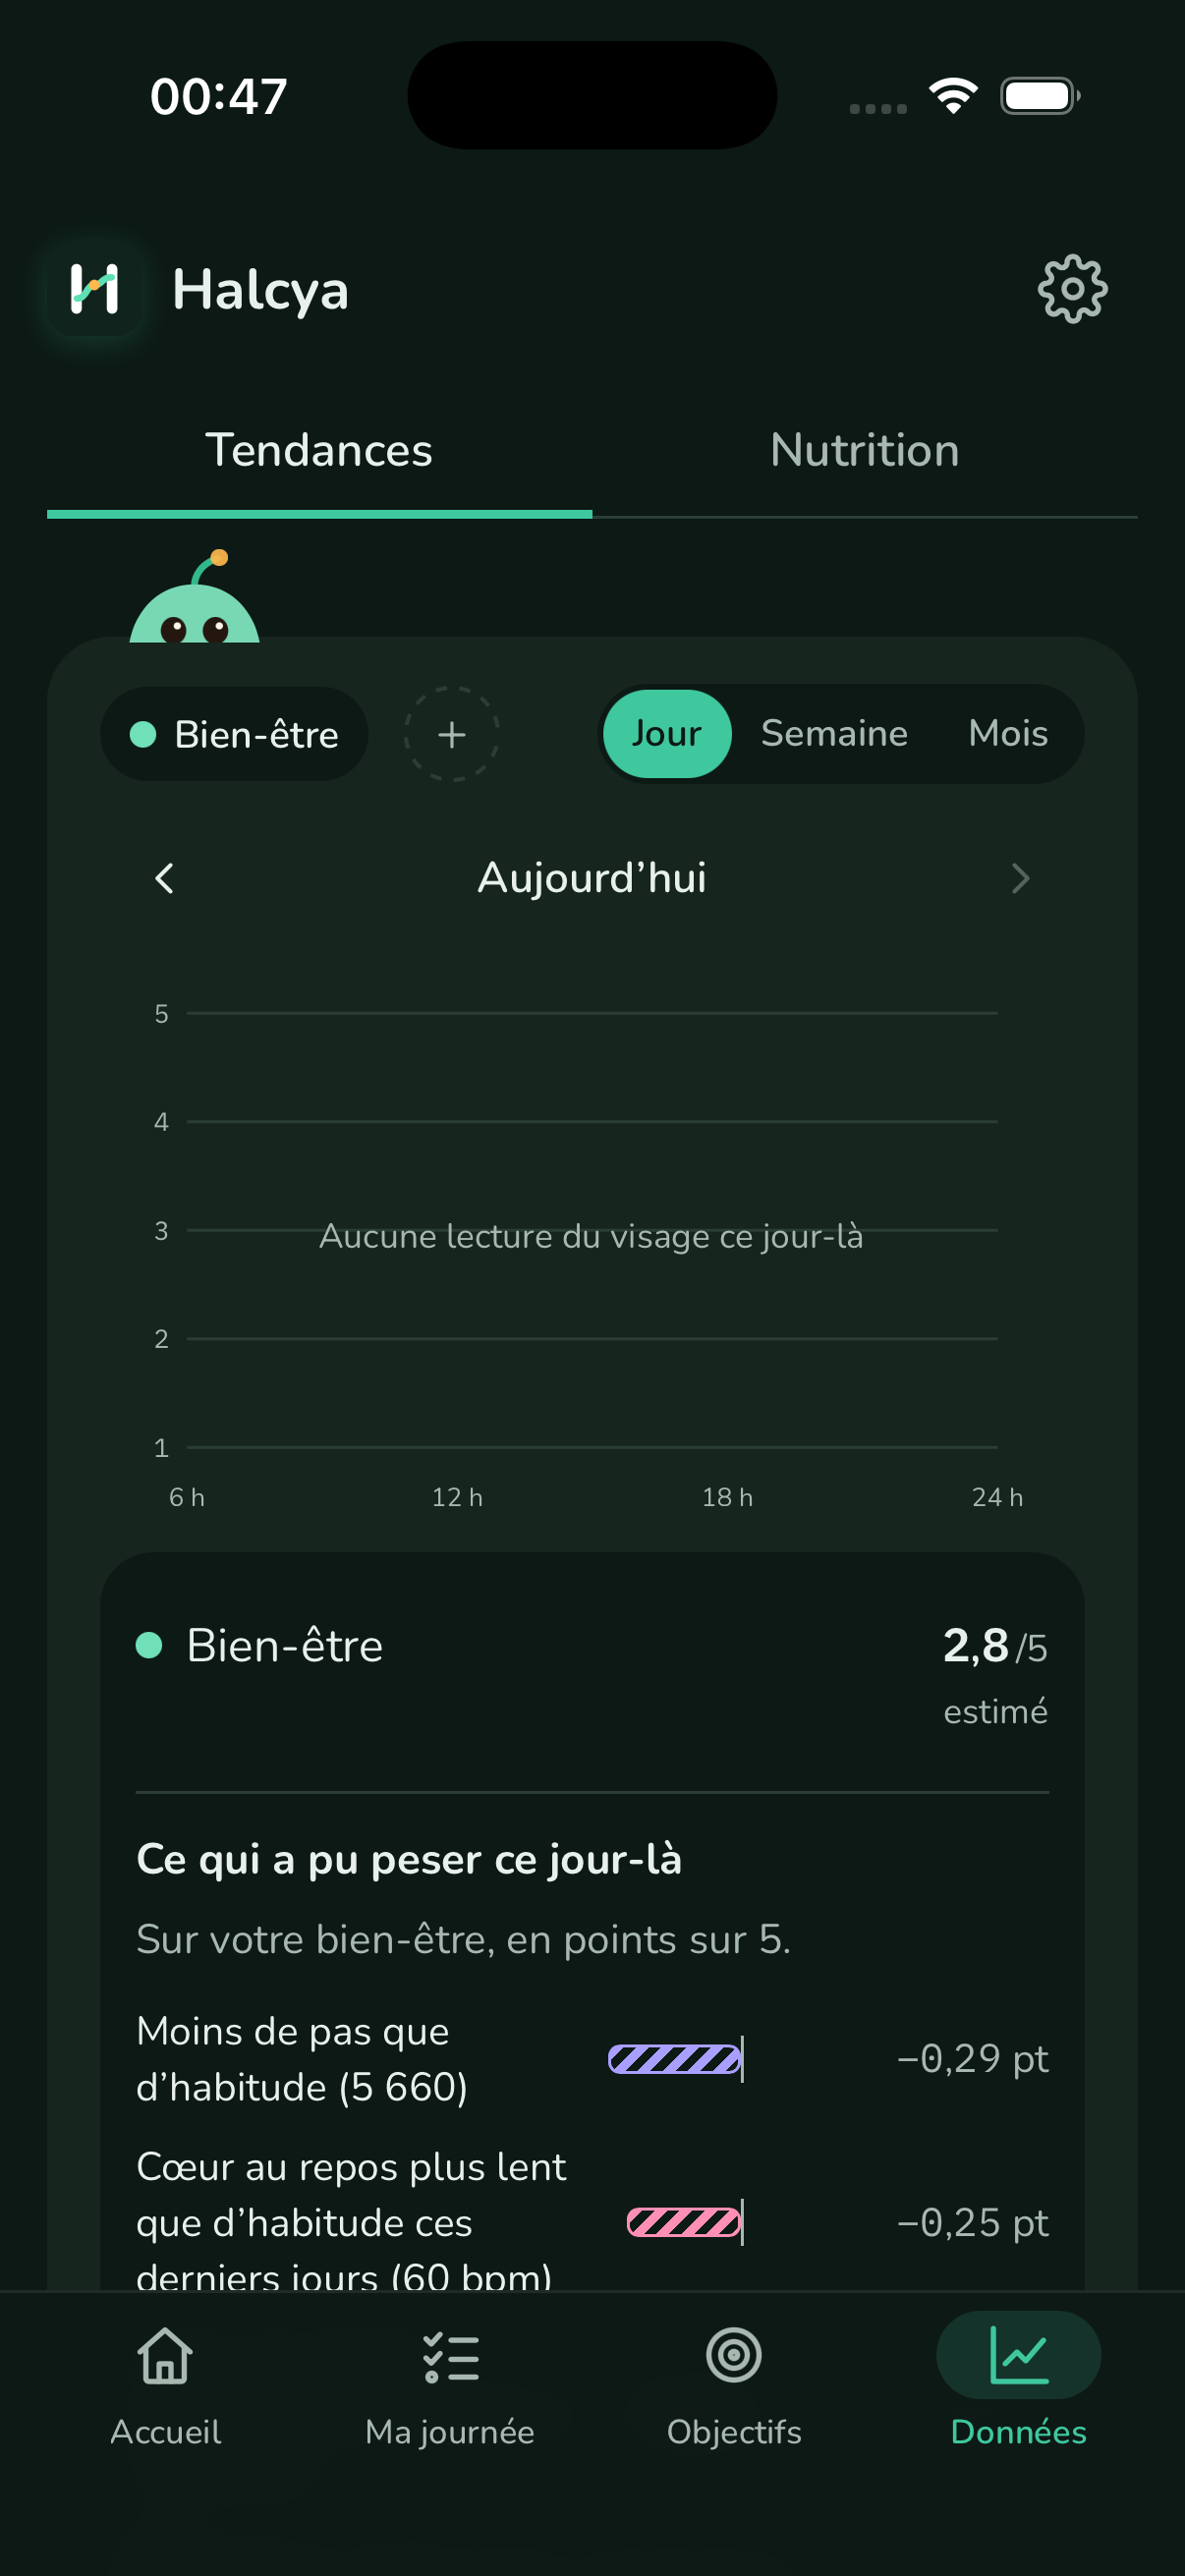 00:47
Halcya
Tendances
Nutrition
Bien-être
+
Jour
Semaine
Mois
Aujourd’hui
5
4
3
Aucune lecture du visage ce jour-là
2
1
6 h
12 h
18 h
24 h
Bien-être
2,8 /5
estimé
Ce qui a pu peser ce jour-là
Sur votre bien-être, en points sur 5.
Moins de pas que
d’habitude (5 660)
−0,29 pt
Cœur au repos plus lent
que d’habitude ces
derniers jours (60 bpm)
−0,25 pt
Accueil
Ma journée
Objectifs
Données